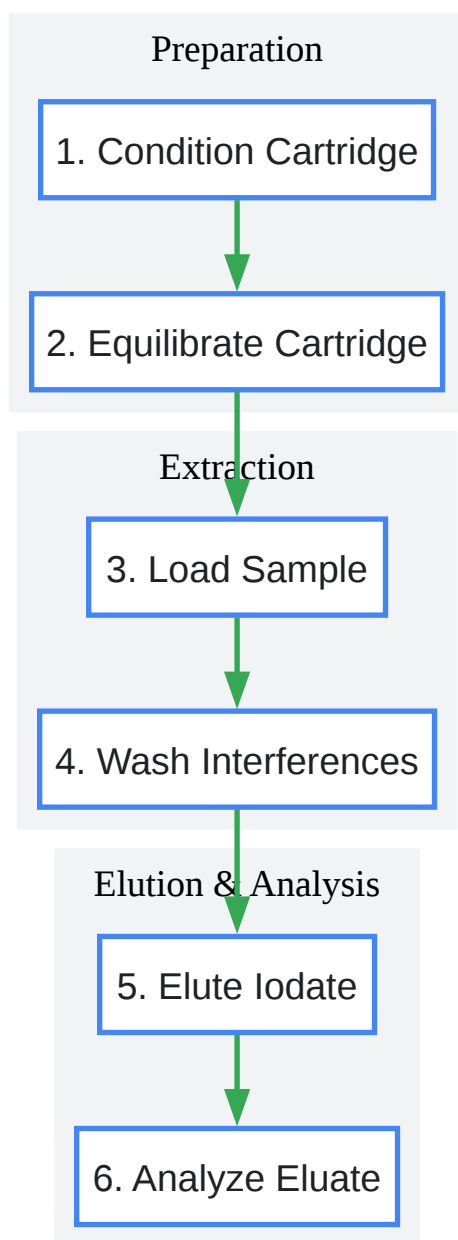 Preparation
1. Condition Cartridge
2. Equilibrate Cartridge
Extraction
3. Load Sample
4. Wash Interferences
Elution & Analysis
5. Elute Iodate
6. Analyze Eluate